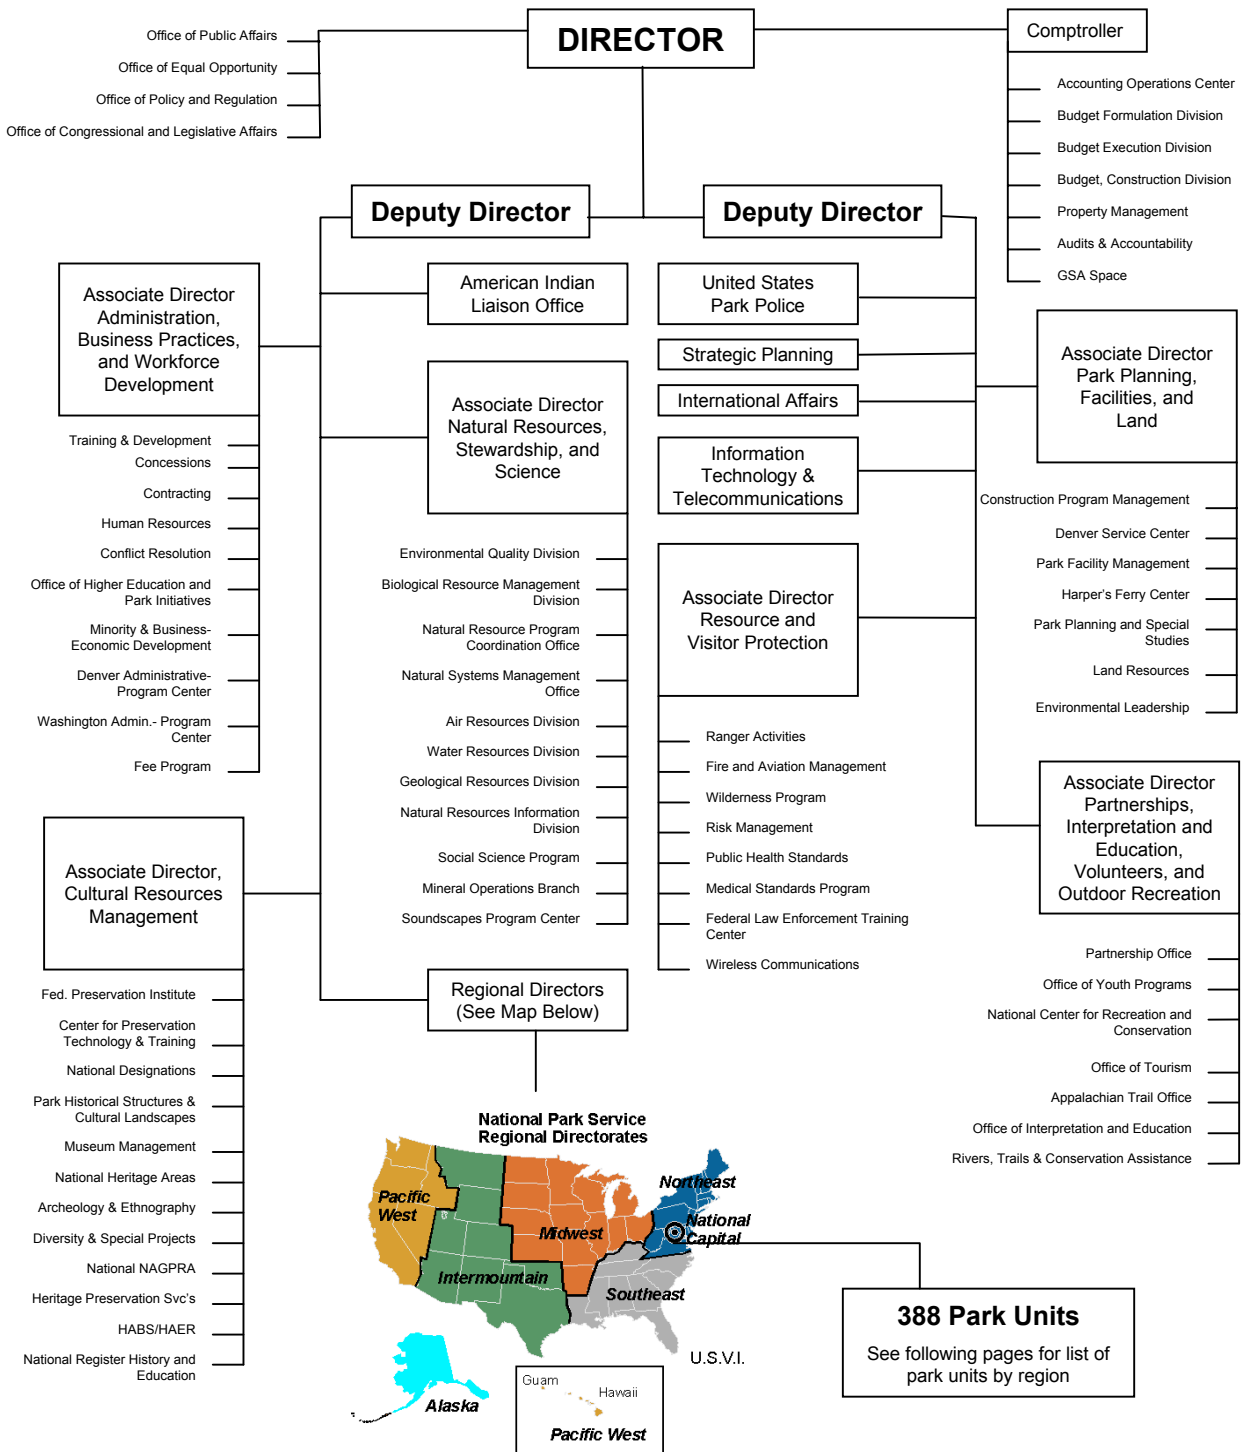 DIRECTOR
Office of Public Affairs
Office of Equal Opportunity
Office of Policy and Regulation
Office of Congressional and Legislative Affairs
Comptroller
Accounting Operations Center
Budget Formulation Division
Budget Execution Division
Budget, Construction Division
Property Management
Audits & Accountability
GSA Space
Deputy Director
Deputy Director
Associate Director
Administration,
Business Practices,
and Workforce
Development
Training & Development
Concessions
Contracting
Human Resources
Conflict Resolution
Office of Higher Education and
Park Initiatives
Minority & Business-
Economic Development
Denver Administrative-
Program Center
Washington Admin.- Program
Center
Fee Program
American Indian
Liaison Office
Associate Director
Natural Resources,
Stewardship, and
Science
Environmental Quality Division
Biological Resource Management
Division
Natural Resource Program
Coordination Office
Natural Systems Management
Office
Air Resources Division
Water Resources Division
Geological Resources Division
Natural Resources Information
Division
Social Science Program
Mineral Operations Branch
Soundscapes Program Center
United States
Park Police
Strategic Planning
International Affairs
Information
Technology &
Telecommunications
Associate Director
Resource and
Visitor Protection
Ranger Activities
Fire and Aviation Management
Wilderness Program
Risk Management
Public Health Standards
Medical Standards Program
Federal Law Enforcement Training
Center
Wireless Communications
Associate Director
Park Planning,
Facilities, and
Land
Construction Program Management
Denver Service Center
Park Facility Management
Harper's Ferry Center
Park Planning and Special
Studies
Land Resources
Environmental Leadership
Associate Director
Partnerships,
Interpretation and
Education,
Volunteers, and
Outdoor Recreation
Partnership Office
Office of Youth Programs
National Center for Recreation and
Conservation
Office of Tourism
Appalachian Trail Office
Office of Interpretation and Education
Rivers, Trails & Conservation Assistance
Associate Director,
Cultural Resources
Management
Fed. Preservation Institute
Center for Preservation
Technology & Training
National Designations
Park Historical Structures &
Cultural Landscapes
Museum Management
National Heritage Areas
Archeology & Ethnography
Diversity & Special Projects
National NAGPRA
Heritage Preservation Svc's
HABS/HAER
National Register History and
Education
Regional Directors
(See Map Below)
National Park Service
Regional Directorates
Pacific
West
Midwest
Northeast
National
Capital
Intermountain
Southeast
U.S.V.I.
Alaska
Guam
Hawaii
Pacific West
388 Park Units
See following pages for list of
park units by region